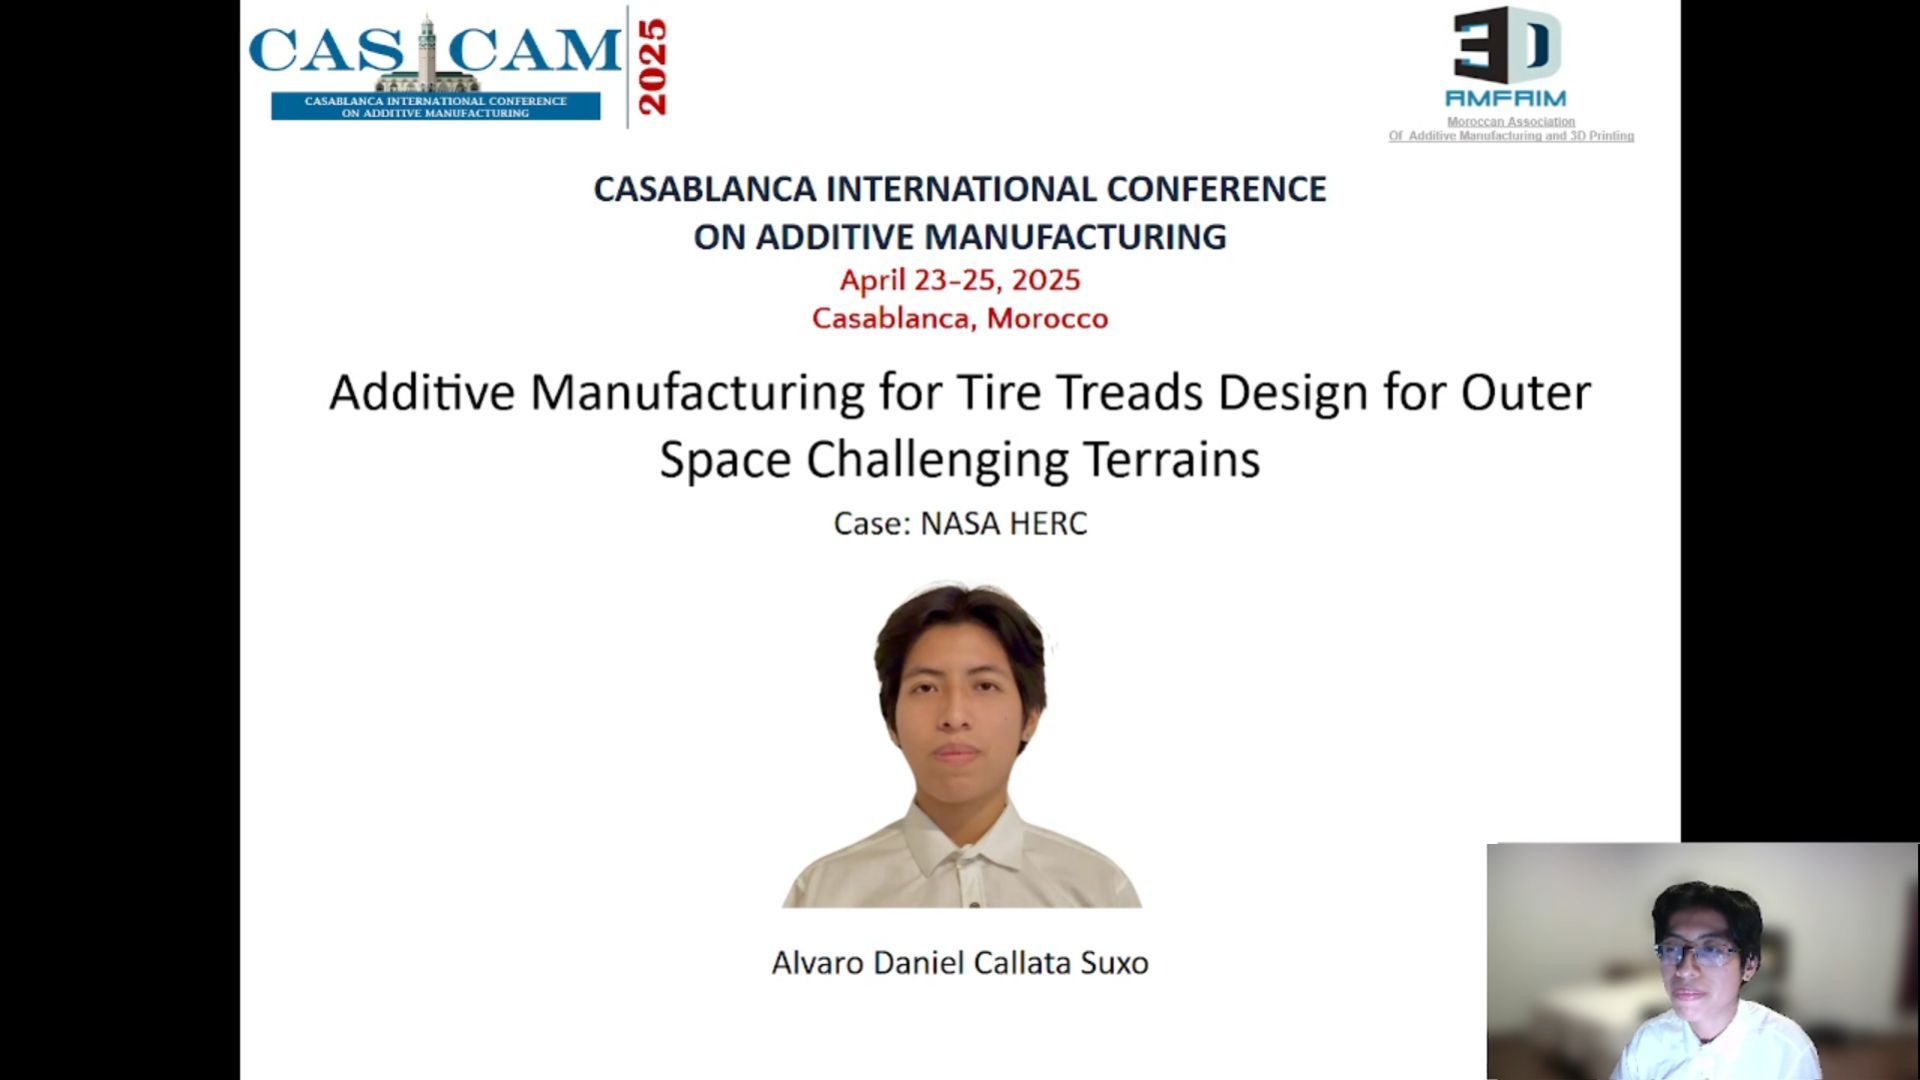 CASICAM
2025
CASABLANCA INTERNATIONAL CONFERENCE
ON ADDITIVE MANUFACTURING
3D
AMFAIM
Moroccan Association
Of Additive Manufacturing and 3D Printing
CASABLANCA INTERNATIONAL CONFERENCE
ON ADDITIVE MANUFACTURING
April 23-25, 2025
Casablanca, Morocco
Additive Manufacturing for Tire Treads Design for Outer
Space Challenging Terrains
Case: NASA HERC
Alvaro Daniel Callata Suxo